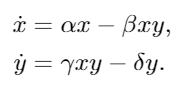 ẋ = αx − βxy,
ẏ = γxy − δy.